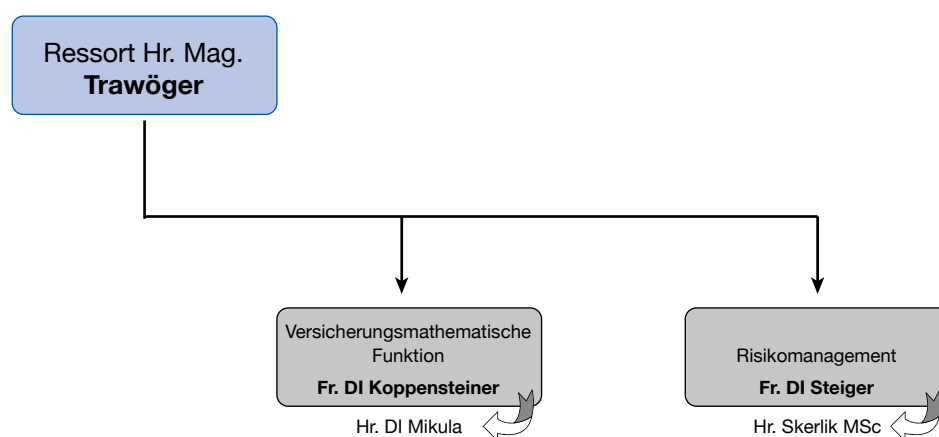 Ressort Hr. Mag.
Trawöger
Versicherungsmathematische
Funktion
Fr. DI Koppensteiner
Hr. DI Mikula
Risikomanagement
Fr. DI Steiger
Hr. Skerlik MSc